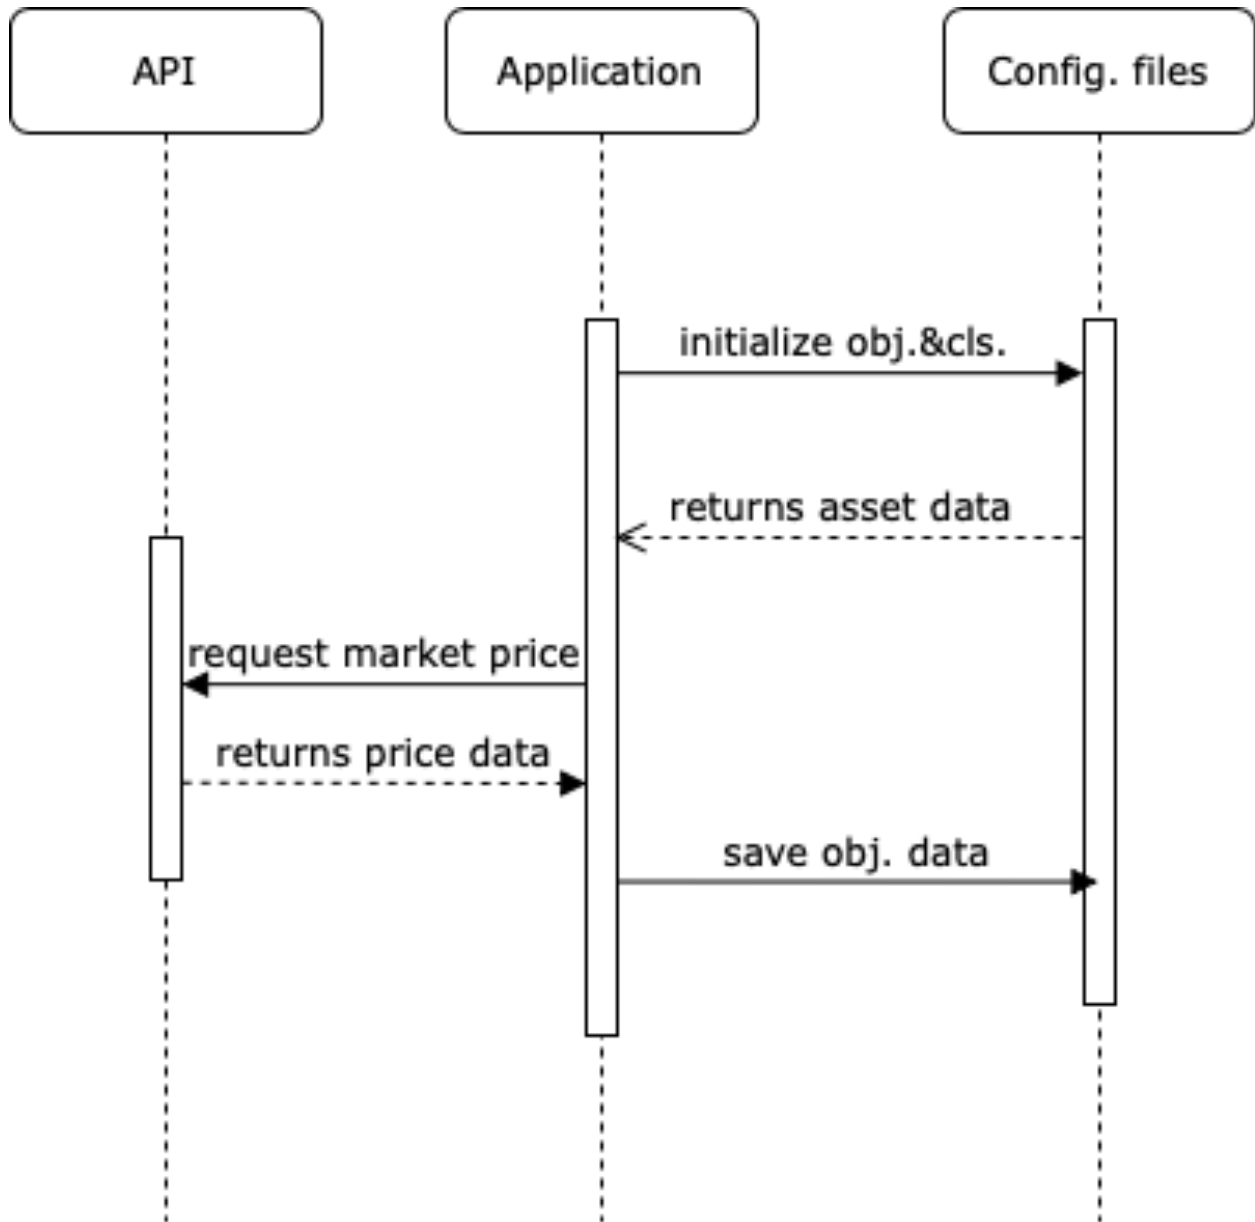 API
Application
Config. files
initialize obj.&cls.
returns asset data
request market price
returns price data
save obj. data